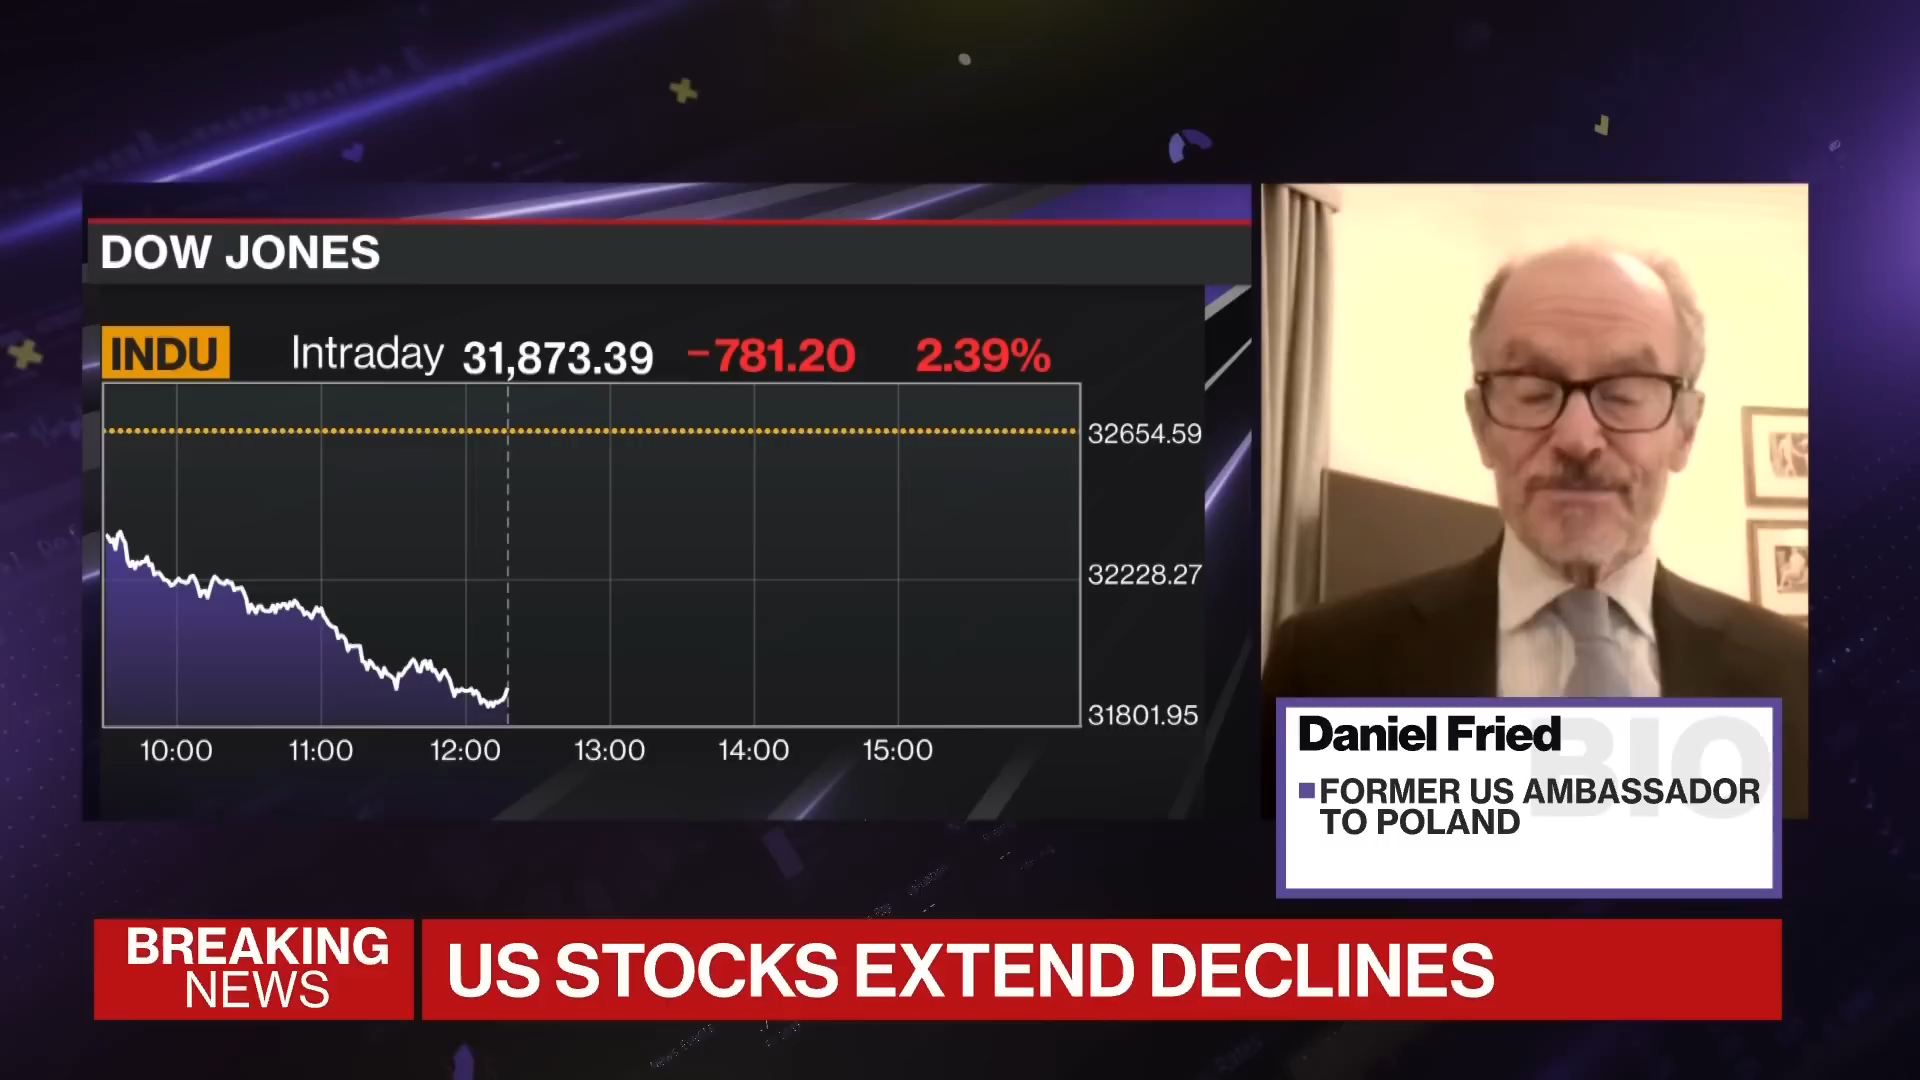 DOW JONES
INDU Intraday 31,873.39 -781.20 2.39%
32654.59
32228.27
31801.95
10:00 11:00 12:00 13:00 14:00 15:00
BIO
Daniel Fried
FORMER US AMBASSADOR
TO POLAND
BREAKING
NEWS
US STOCKS EXTEND DECLINES